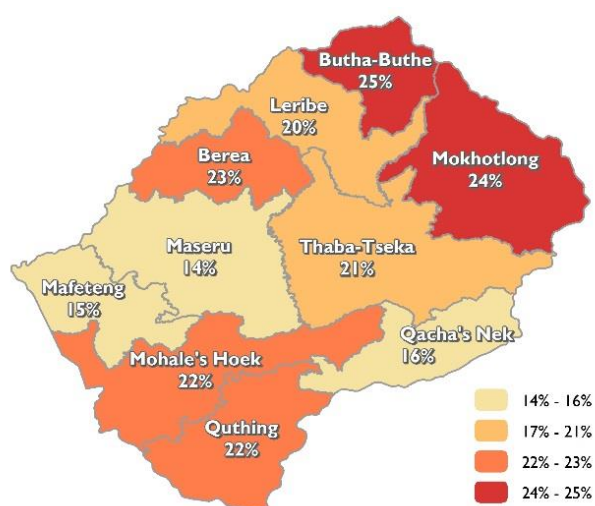 Butha-Buthe
25%
Leribe
20%
Berea
23%
Mokhotlong
24%
Maseru
14%
Thaba-Tseka
21%
Mafeteng
15%
Qacha's Nek
16%
Mohale's Hoek
22%
Quthing
22%
14% - 16%
17% - 21%
22% - 23%
24% - 25%